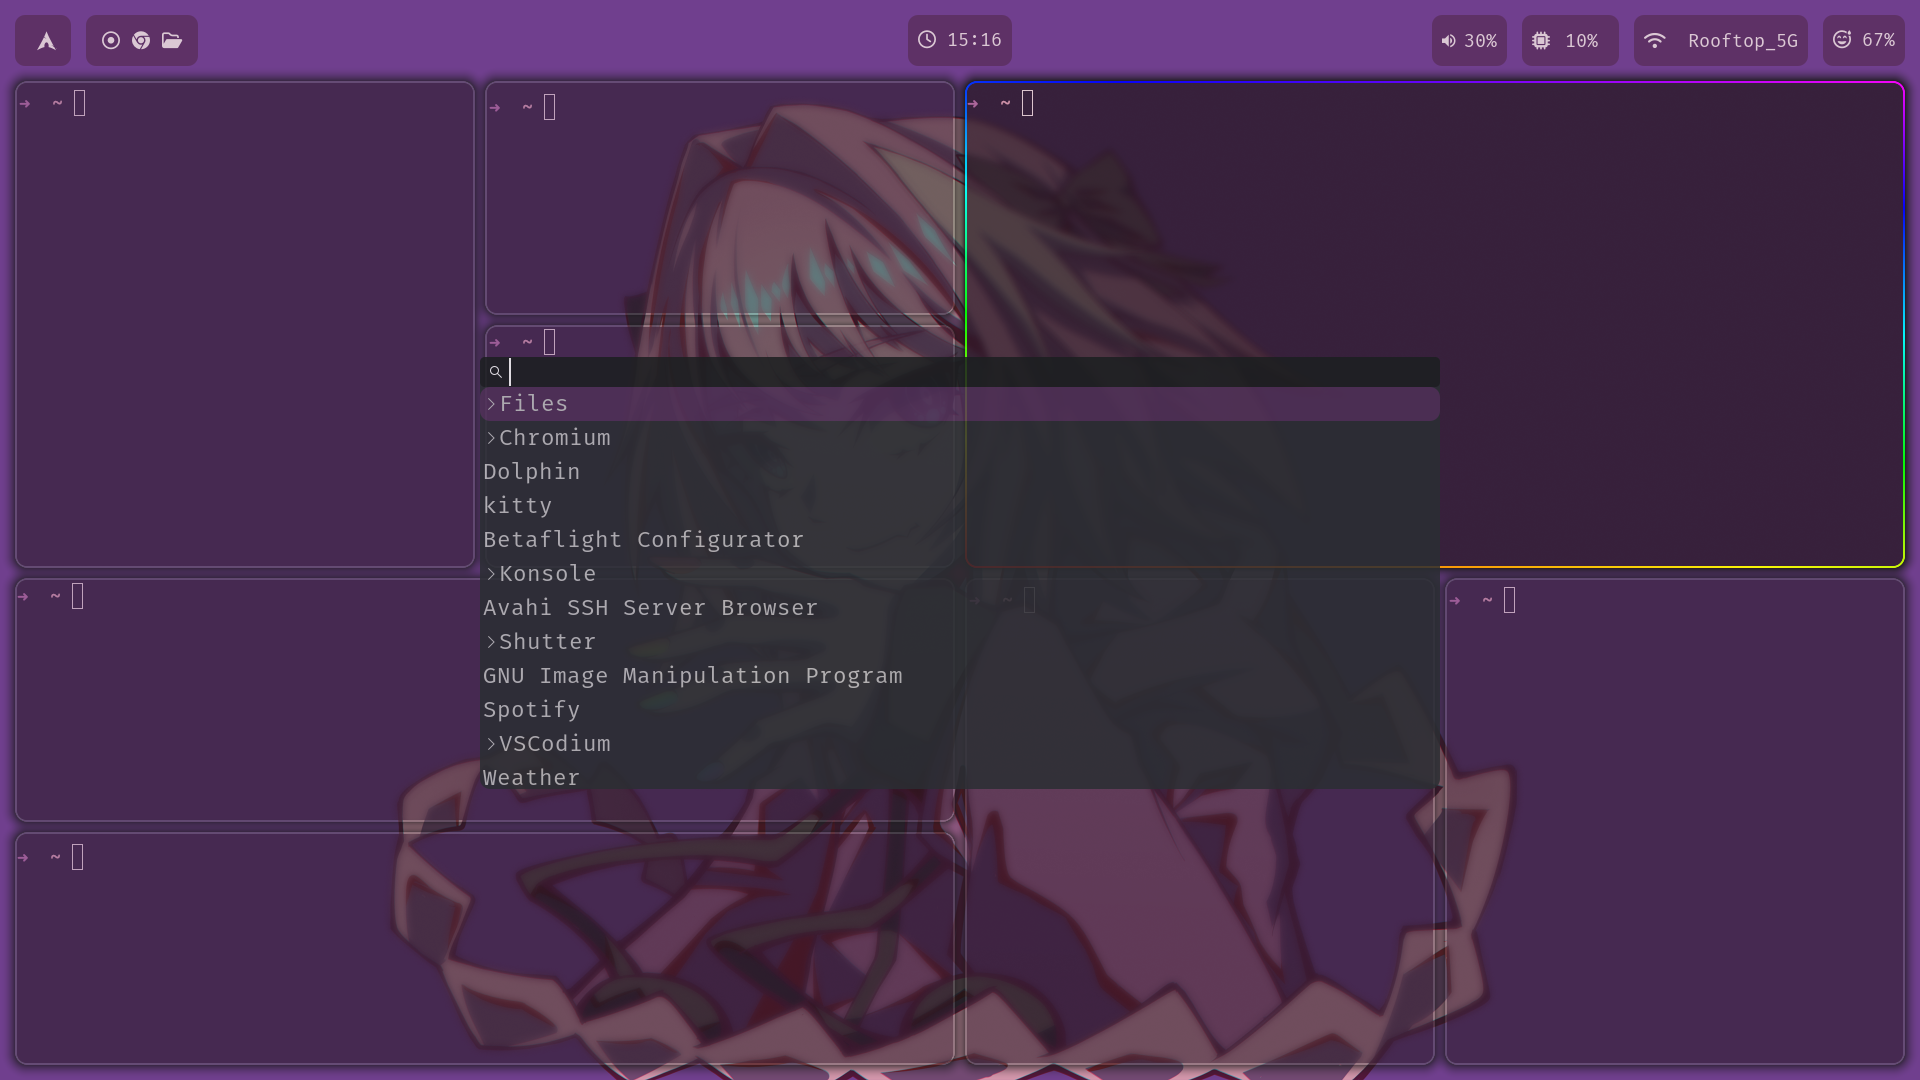 15:16
30%
10%
Rooftop_5G
67%
➜ ~
➜ ~
➜ ~
➜ ~
>Files
>Chromium
Dolphin
kitty
Betaflight Configurator
>Konsole
➜ ~
➜ ~
➜ ~
Avahi SSH Server Browser
>Shutter
GNU Image Manipulation Program
Spotify
>VSCodium
Weather
➜ ~